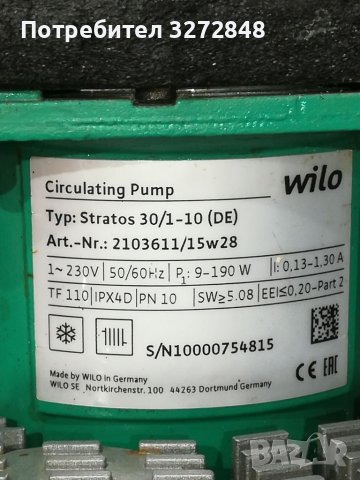 Потребител 3272848
Circulating Pump
wilo
Typ: Stratos 30/1-10 (DE)
Art.-Nr.: 2103611/15w28
1~ 230V 50/60Hz P1: 9-190 W I: 0,13-1,30 A
TF 110 IPX4D PN 10 SW≥5.08 EEI≤0,20-Part 2
S/N10000754815
CE EAC
Made by WILO in Germany
WILO SE Nortkirchenstr. 100 44263 Dortmund Germany
BAZAR